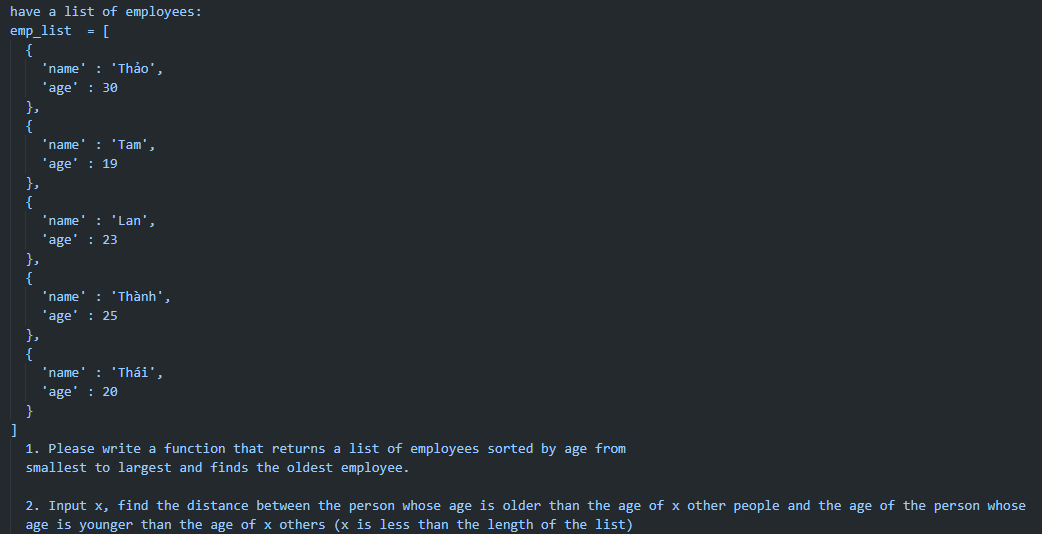 have a list of employees:
emp_list  = [
  {
    'name' : 'Thảo',
    'age' : 30
  },
  {
    'name' : 'Tam',
    'age' : 19
  },
  {
    'name' : 'Lan',
    'age' : 23
  },
  {
    'name' : 'Thành',
    'age' : 25
  },
  {
    'name' : 'Thái',
    'age' : 20
  }
]
  1. Please write a function that returns a list of employees sorted by age from
  smallest to largest and finds the oldest employee.
  2. Input x, find the distance between the person whose age is older than the age of x other people and the age of the person whose
  age is younger than the age of x others (x is less than the length of the list)